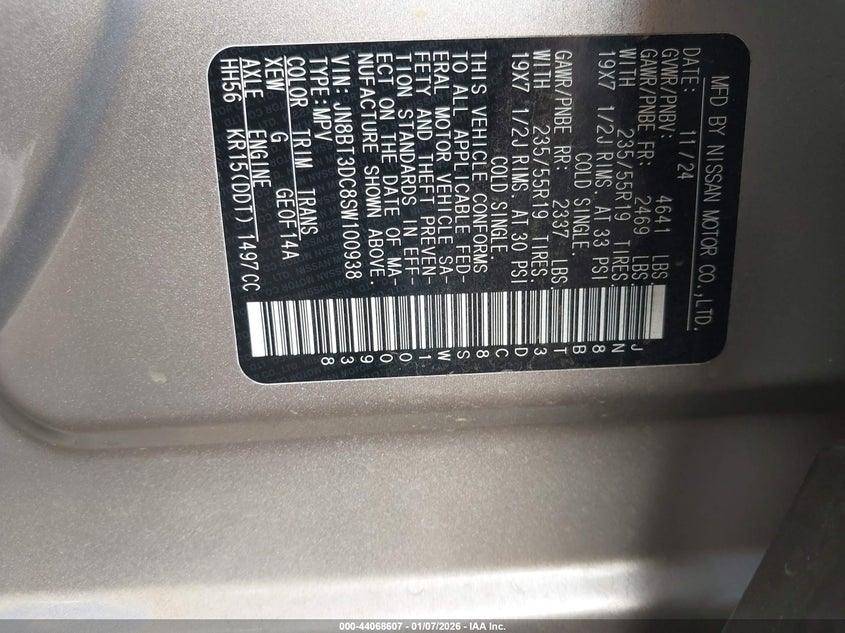 MFD BY NISSAN MOTOR CO.,LTD.
DATE: 11/24
GVWR/PNBV: 4641 LBS.
GAWR/PNBE FR: 2469 LBS.
WITH 235/55R19 TIRES.
19X7 1/2J RIMS. AT 33 PSI
COLD SINGLE.
GAWR/PNBE RR: 2337 LBS.
WITH 235/55R19 TIRES.
19X7 1/2J RIMS. AT 30 PSI
COLD SINGLE.
THIS VEHICLE CONFORMS
TO ALL APPLICABLE FED-
ERAL MOTOR VEHICLE SA-
FETY AND THEFT PREVEN-
TION STANDARDS IN EFF-
ECT ON THE DATE OF MA-
NUFACTURE SHOWN ABOVE.
VIN: JN8BT3DC8SW100938
TYPE: MPV
COLOR TRIM TRANS
XEW G GE0F14A
AXLE ENGINE
HH56 KR15(DDT) 1497CC
JN8BT3DC8SW100938
000-44068607 - 01/07/2026 - IAA Inc.